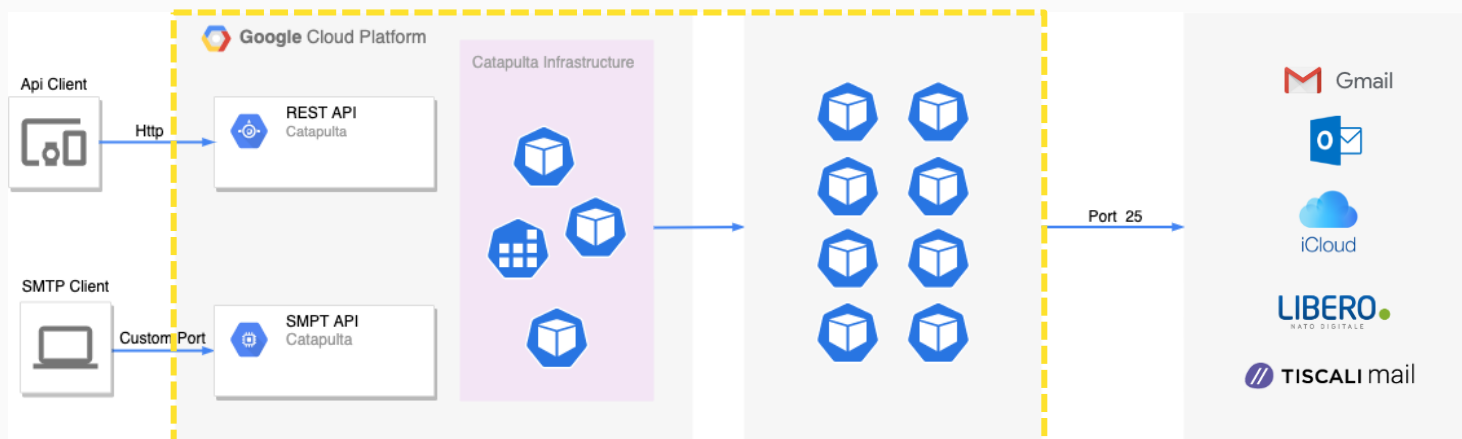 Google Cloud Platform
Catapulta Infrastructure
Api Client
Http
REST API
Catapulta
SMTP Client
Custom Port
SMPT API
Catapulta
Port 25
Gmail
O
iCloud
LIBERO
NATO DIGITALE
TISCALI mail